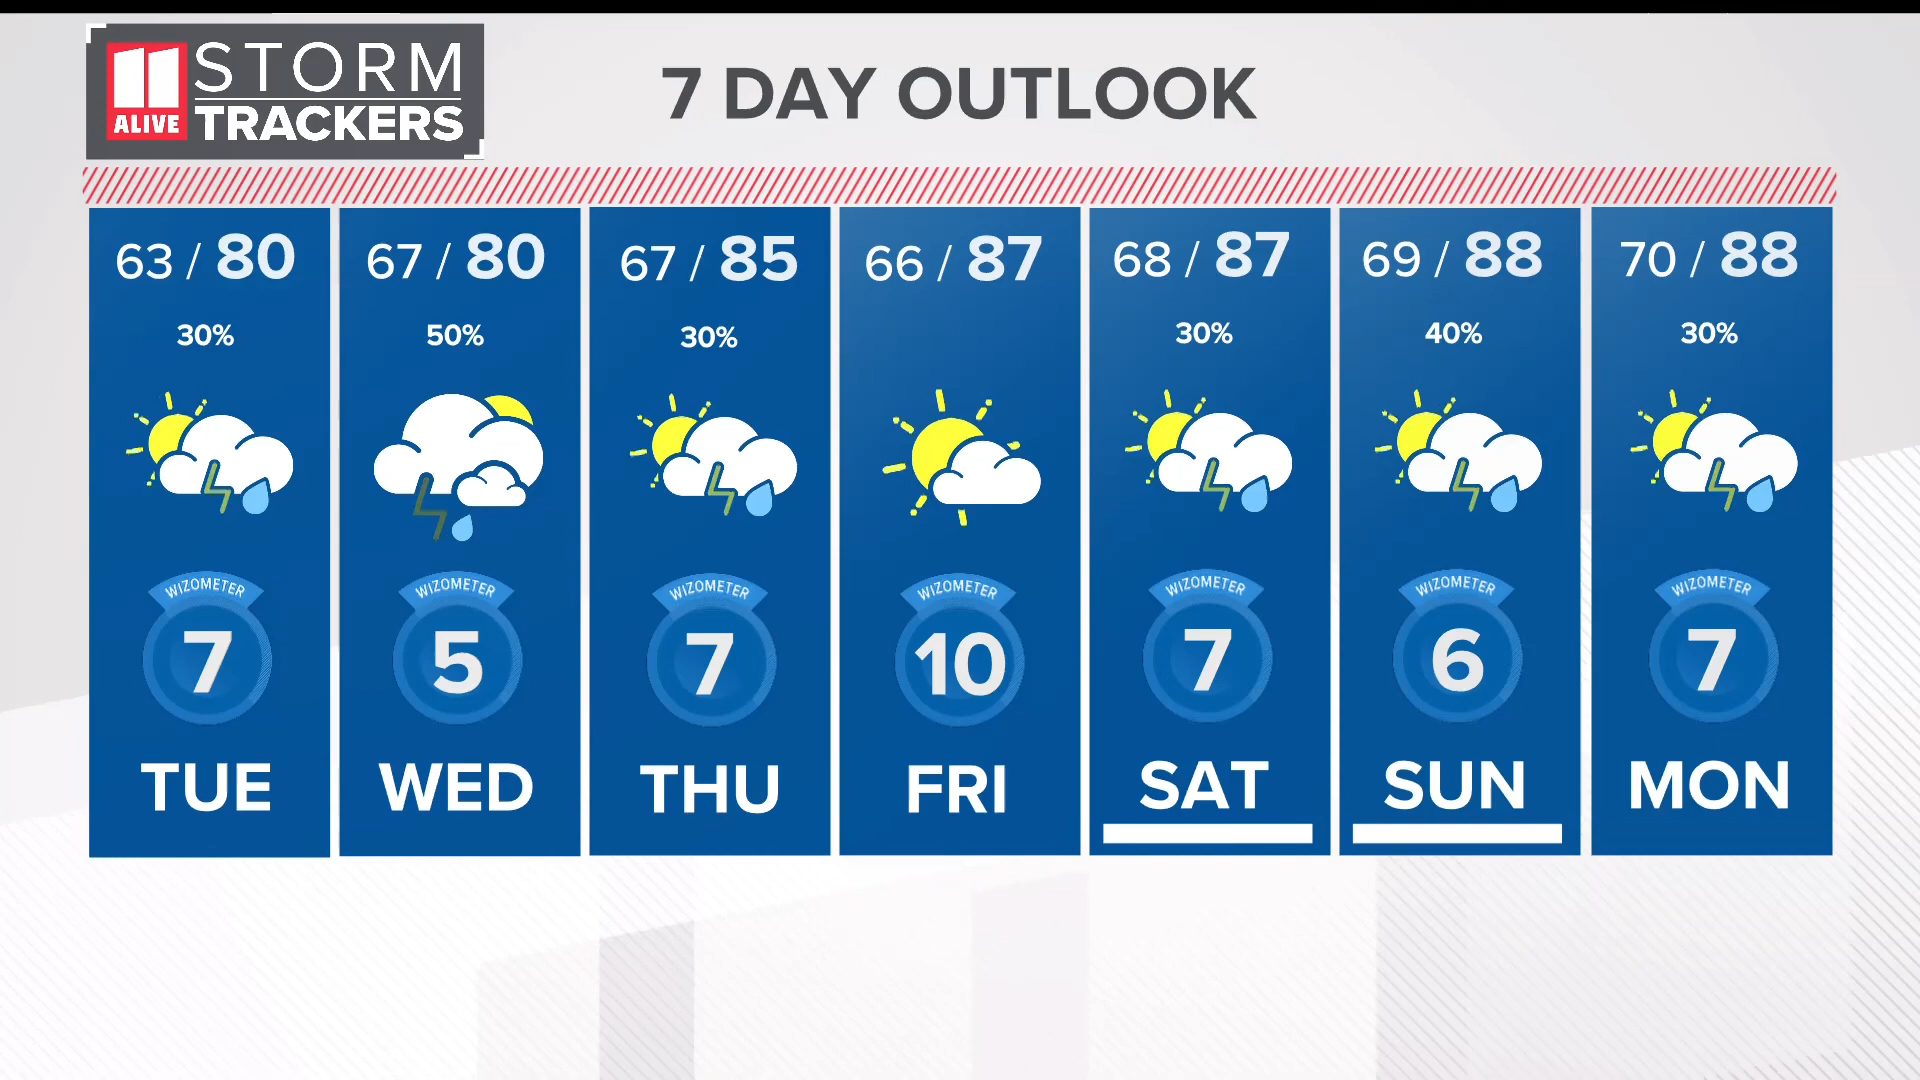 11
ALIVE
STORM
TRACKERS
7 DAY OUTLOOK
63 / 80
30%
WIZOMETER
7
TUE
67 / 80
50%
WIZOMETER
5
WED
67 / 85
30%
WIZOMETER
7
THU
66 / 87
WIZOMETER
10
FRI
68 / 87
30%
WIZOMETER
7
SAT
69 / 88
40%
WIZOMETER
6
SUN
70 / 88
30%
WIZOMETER
7
MON